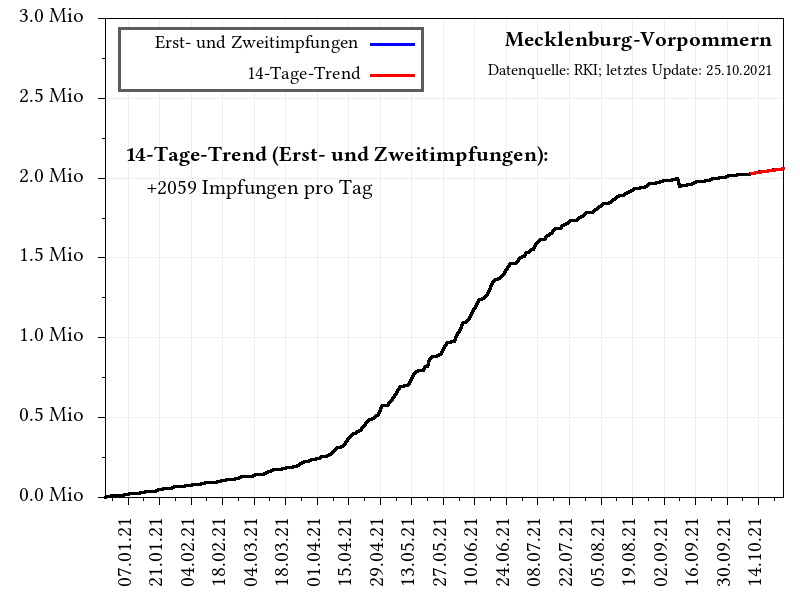 3.0 Mio
2.5 Mio
2.0 Mio
1.5 Mio
1.0 Mio
0.5 Mio
0.0 Mio
Erst- und Zweitimpfungen
14-Tage-Trend
Mecklenburg-Vorpommern
Datenquelle: RKI; letztes Update: 25.10.2021
14-Tage-Trend (Erst- und Zweitimpfungen):
+2059 Impfungen pro Tag
07.01.21
21.01.21
04.02.21
18.02.21
04.03.21
18.03.21
01.04.21
15.04.21
29.04.21
13.05.21
27.05.21
10.06.21
24.06.21
08.07.21
22.07.21
05.08.21
19.08.21
02.09.21
16.09.21
30.09.21
14.10.21